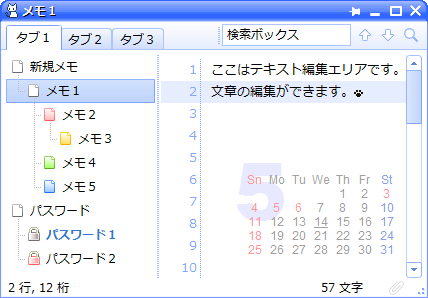 メモ1
タブ1 タブ2 タブ3 検索ボックス
新規メモ
メモ1
メモ2
メモ3
メモ4
メモ5
パスワード
パスワード1
パスワード2
1 ここはテキスト編集エリアです。
2 文章の編集ができます。
3
4
5
6
7
8
9
10
5
Sn Mo Tu We Th Fr St
1 2 3
4 5 6 7 8 9 10
11 12 13 14 15 16 17
18 19 20 21 22 23 24
25 26 27 28 29 30 31
2 行, 12 桁 57 文字